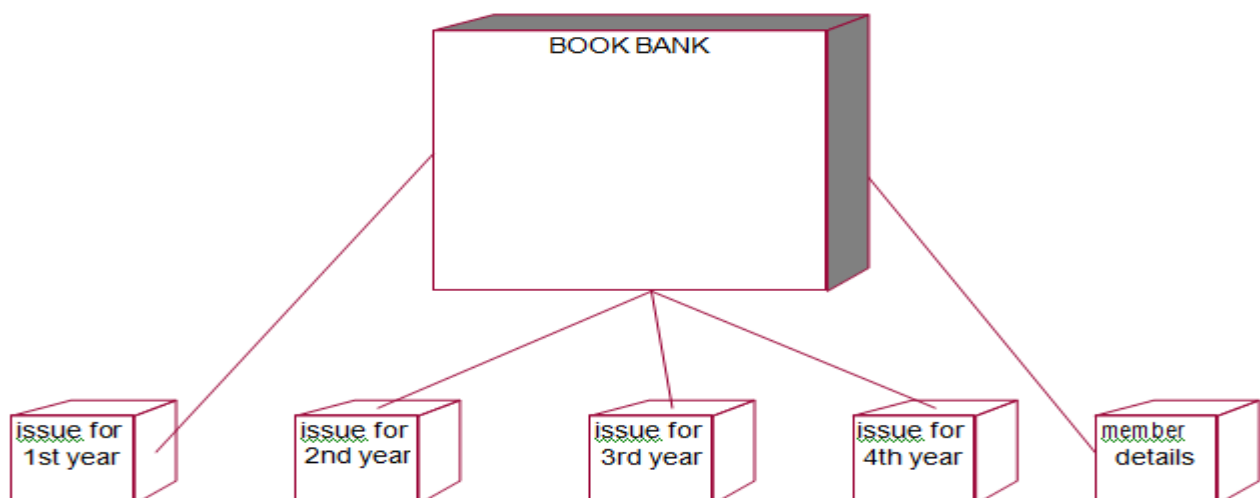 BOOK BANK
issue for
1st year
issue for
2nd year
issue for
3rd year
issue for
4th year
member
details